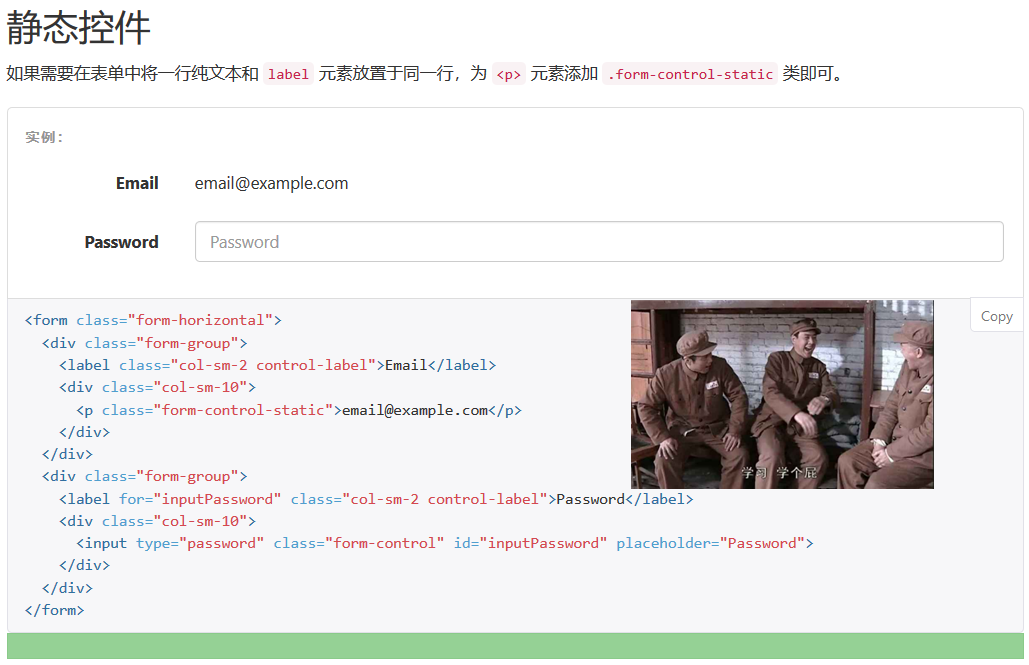 静态控件
如果需要在表单中将一行纯文本和 label 元素放置于同一行，为 <p> 元素添加 .form-control-static 类即可。
实例：
Email email@example.com
Password Password
Copy
<form class="form-horizontal">
  <div class="form-group">
    <label class="col-sm-2 control-label">Email</label>
    <div class="col-sm-10">
      <p class="form-control-static">email@example.com</p>
    </div>
  </div>
  <div class="form-group">
    <label for="inputPassword" class="col-sm-2 control-label">Password</label>
    <div class="col-sm-10">
      <input type="password" class="form-control" id="inputPassword" placeholder="Password">
    </div>
  </div>
</form>
学习 学个屁